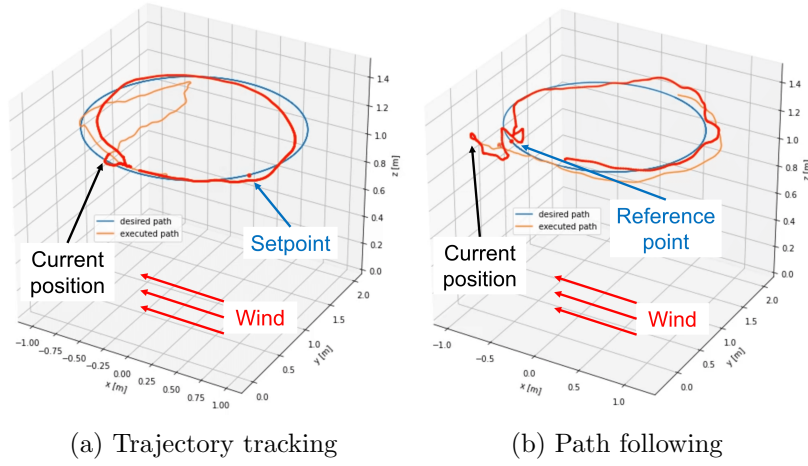 1.4
1.2
1.0
0.8
0.6
0.4
0.2
0.0
z [m]
desired path
executed path
Setpoint
Current
position
Wind
2.0
1.5
1.0
0.5
0.0
y [m]
-1.00
-0.75
-0.50
-0.25
0.00
0.25
0.50
0.75
1.00
x [m]
(a) Trajectory tracking
1.4
1.2
1.0
0.8
0.6
0.4
0.2
0.0
z [m]
desired path
executed path
Reference
point
Current
position
Wind
2.0
1.5
1.0
0.5
0.0
y [m]
-1.0
-0.5
0.0
0.5
1.0
x [m]
(b) Path following